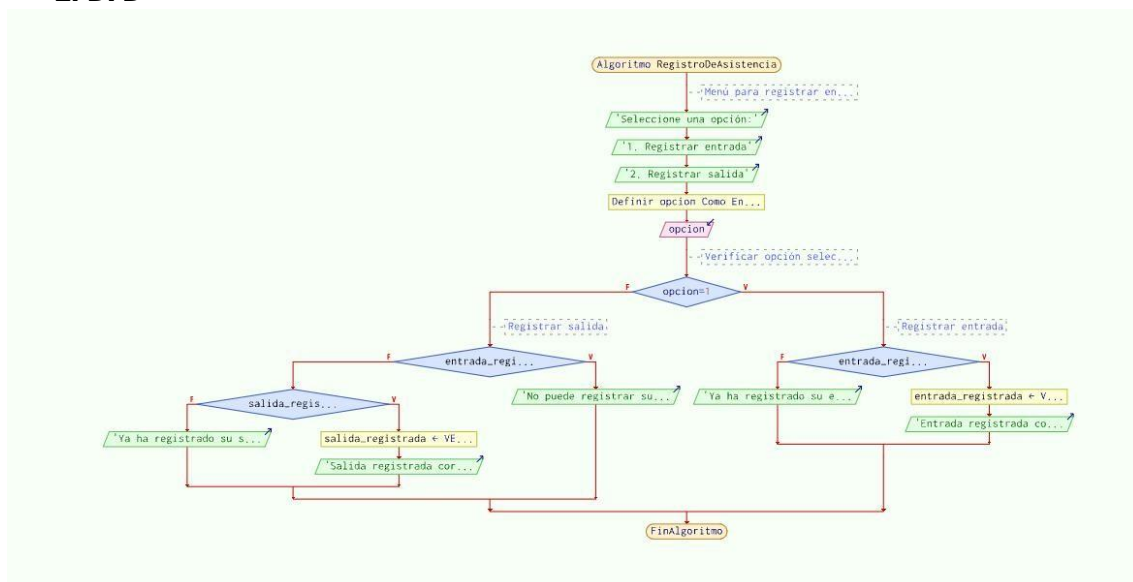 Algoritmo RegistroDeAsistencia
Menú para registrar en...
'Seleccione una opción:'
'1. Registrar entrada'
'2. Registrar salida'
Definir opcion Como En...
opcion
Verificar opción selec...
F opcion=1 V
Registrar salida
Registrar entrada
F entrada_regi... V
F entrada_regi... V
F salida_regis... V
'No puede registrar su...
'Ya ha registrado su e...
entrada_registrada ← V...
'Entrada registrada co...
'Ya ha registrado su s...
salida_registrada ← VE...
'Salida registrada cor...
FinAlgoritmo